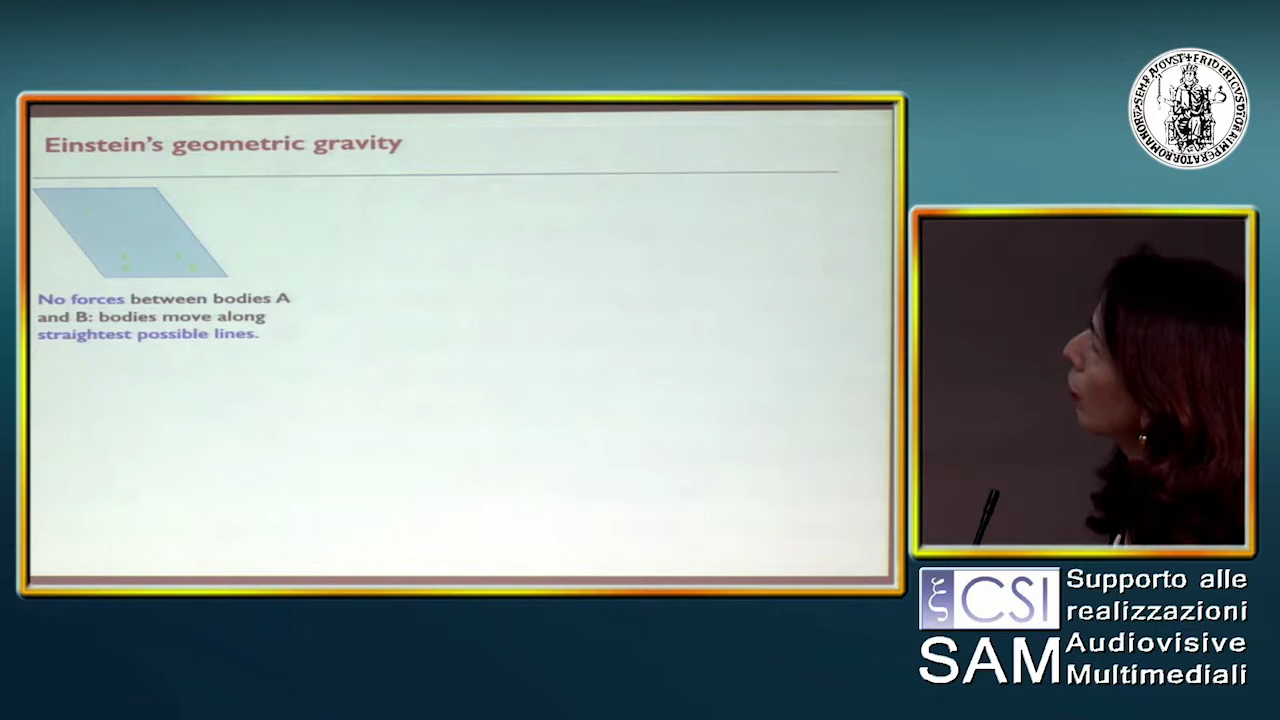 Einstein's geometric gravity
No forces between bodies A
and B: bodies move along
straightest possible lines.
ξ CSI
SAM
Supporto alle
realizzazioni
Audiovisive
Multimediali